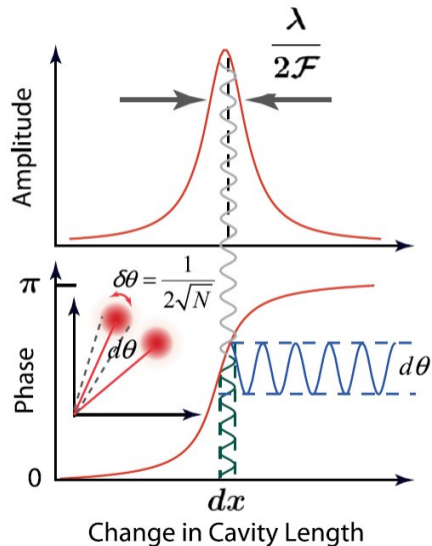 Amplitude
λ
2ℱ
π
δθ = 1
2√N
dθ
dθ
Phase
0
dx
Change in Cavity Length